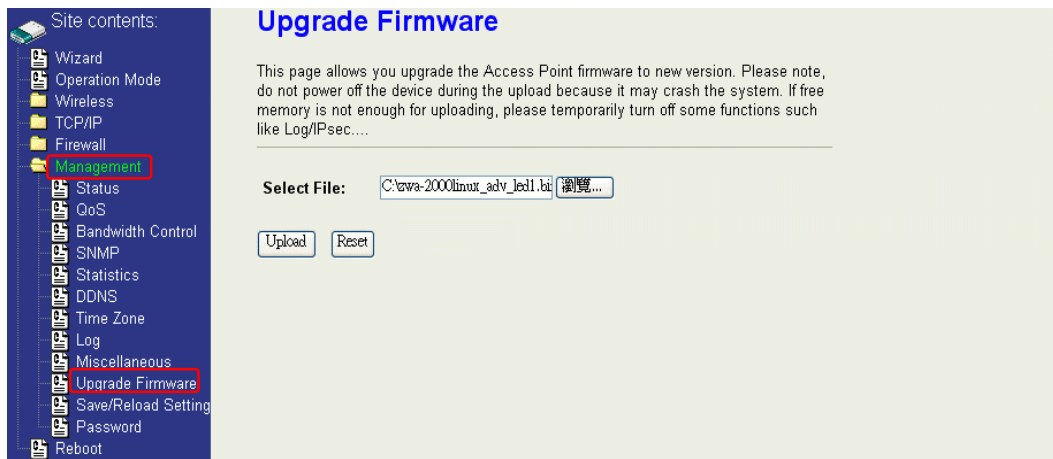 Site contents:
Wizard
Operation Mode
Wireless
TCP/IP
Firewall
Management
Status
QoS
Bandwidth Control
SNMP
Statistics
DDNS
Time Zone
Log
Miscellaneous
Upgrade Firmware
Save/Reload Setting
Password
Reboot
Upgrade Firmware
This page allows you upgrade the Access Point firmware to new version. Please note,
do not power off the device during the upload because it may crash the system. If free
memory is not enough for uploading, please temporarily turn off some functions such
like Log/IPsec....
Select File: C:\zwa-2000linux_adv_led1.bi 瀏覽...
Upload Reset